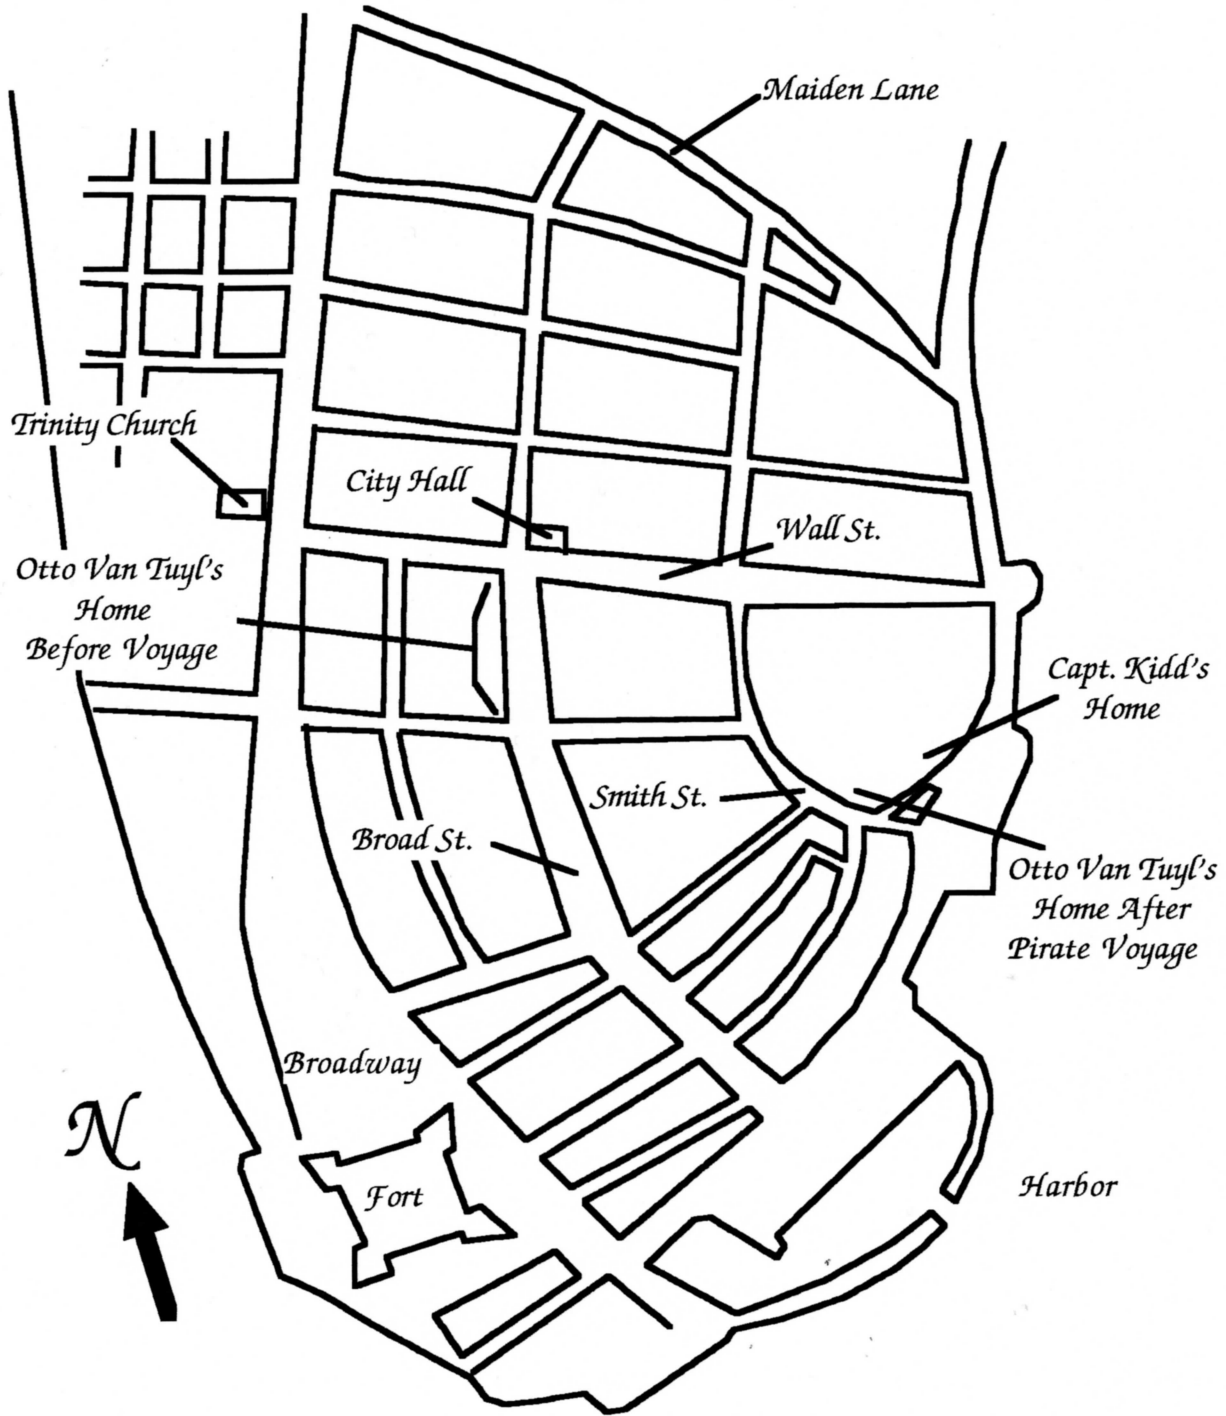 Maiden Lane
Trinity Church
City Hall
Wall St.
Otto Van Tuyl's
Home
Before Voyage
Capt. Kidd's
Home
Smith St.
Broad St.
Otto Van Tuyl's
Home After
Pirate Voyage
Broadway
N
Fort
Harbor